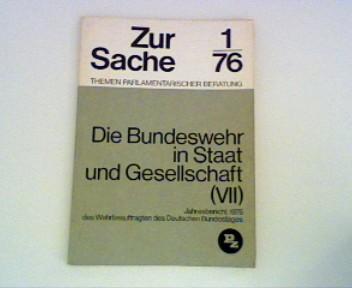 Zur
Sache
1
76
THEMEN PARLAMENTARISCHER BERATUNG
Die Bundeswehr
in Staat
und Gesellschaft
(VII)
Jahresbericht 1975
des Wehrbeauftragten des Deutschen Bundestages
PZ